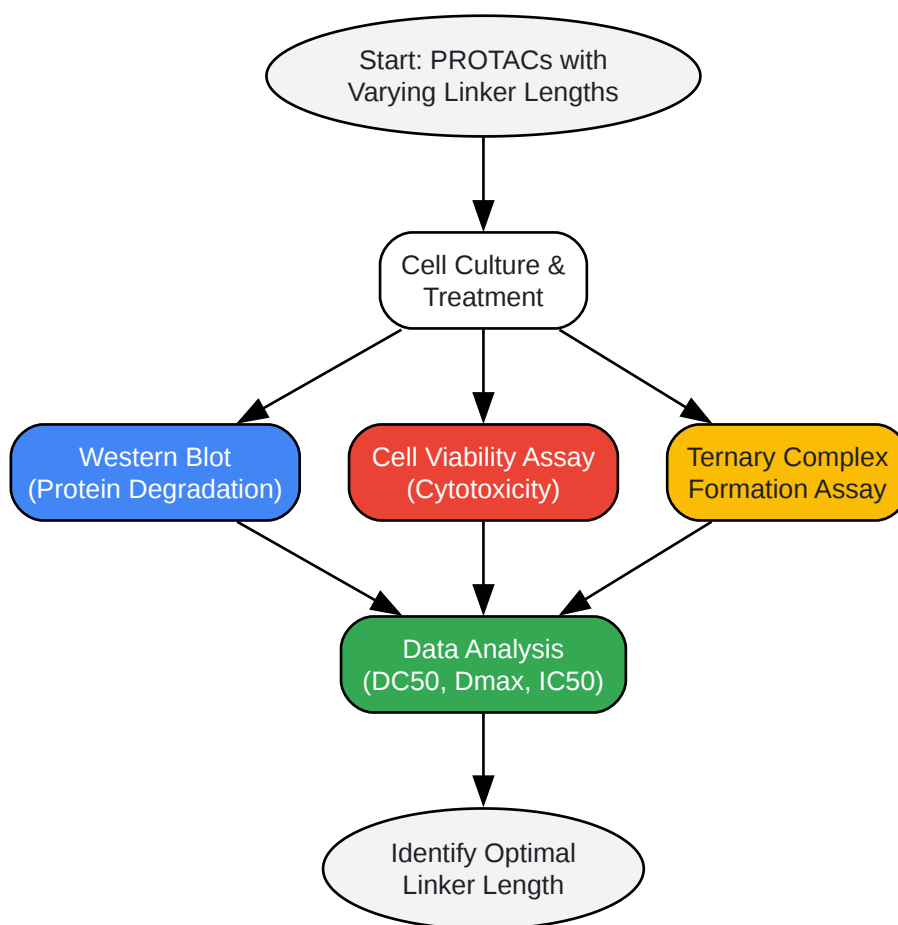 Start: PROTACs with
Varying Linker Lengths
Cell Culture &
Treatment
Western Blot
(Protein Degradation)
Cell Viability Assay
(Cytotoxicity)
Ternary Complex
Formation Assay
Data Analysis
(DC50, Dmax, IC50)
Identify Optimal
Linker Length